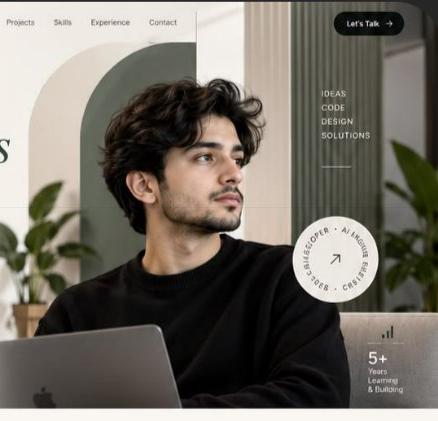 Projects Skills Experience Contact
Let's Talk →
IDEAS
CODE
DESIGN
SOLUTIONS
S
5+
Years
Learning
& Building